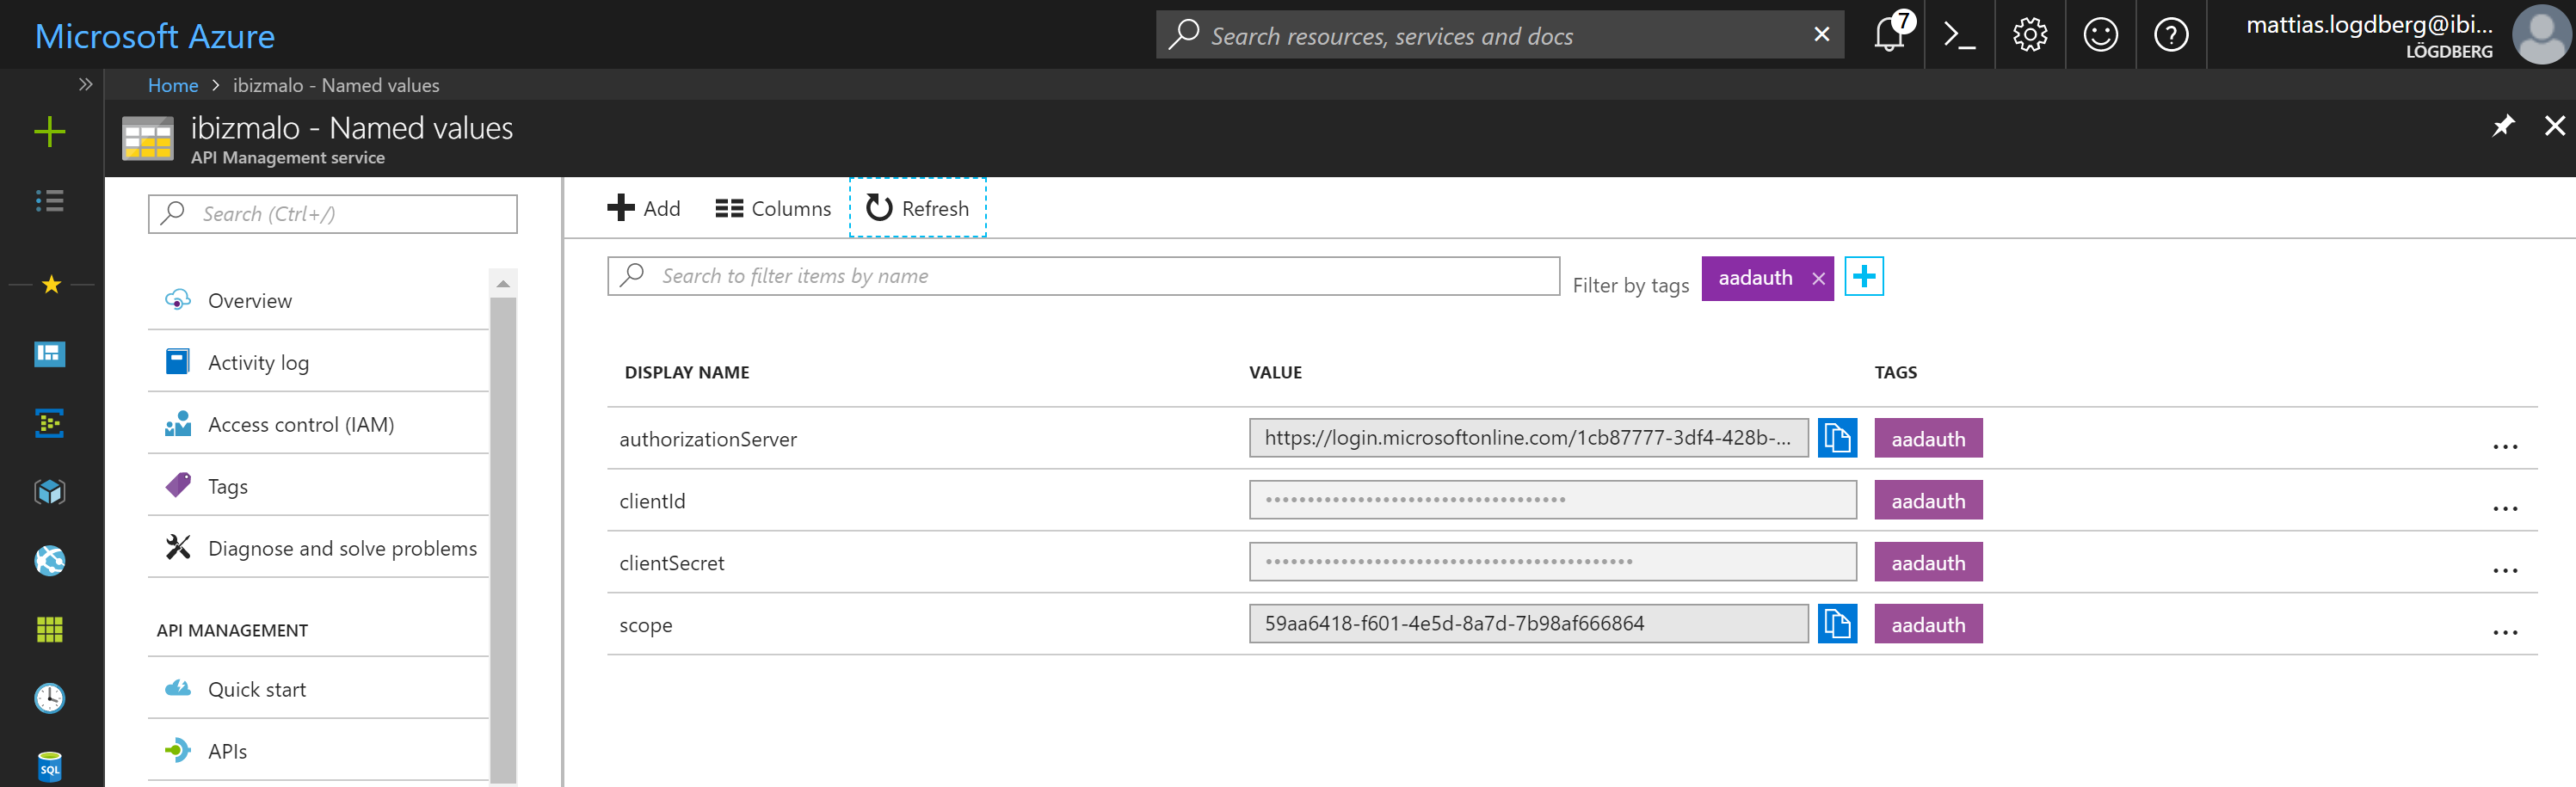 Microsoft Azure
Search resources, services and docs
7
mattias.logdberg@ibi...
LÖGDBERG
Home > ibizmalo - Named values
ibizmalo - Named values
API Management service
Search (Ctrl+/)
Overview
Activity log
Access control (IAM)
Tags
Diagnose and solve problems
API MANAGEMENT
Quick start
APIs
SQL
Add
Columns
Refresh
Search to filter items by name
Filter by tags
aadauth
DISPLAY NAME VALUE TAGS
authorizationServer https://login.microsoftonline.com/1cb87777-3df4-428b-... aadauth ...
clientId •••••••••••••••••••••••••••••••••••• aadauth ...
clientSecret •••••••••••••••••••••••••••••••••••••••••••• aadauth ...
scope 59aa6418-f601-4e5d-8a7d-7b98af666864 aadauth ...